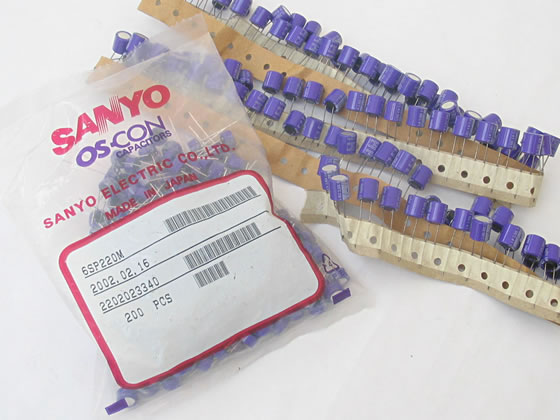 SANYO
OS-CON
CAPACITORS
SANYO ELECTRIC CO., LTD.
MADE IN JAPAN
6SP220M
2002.02.16
2202023340
200 PCS